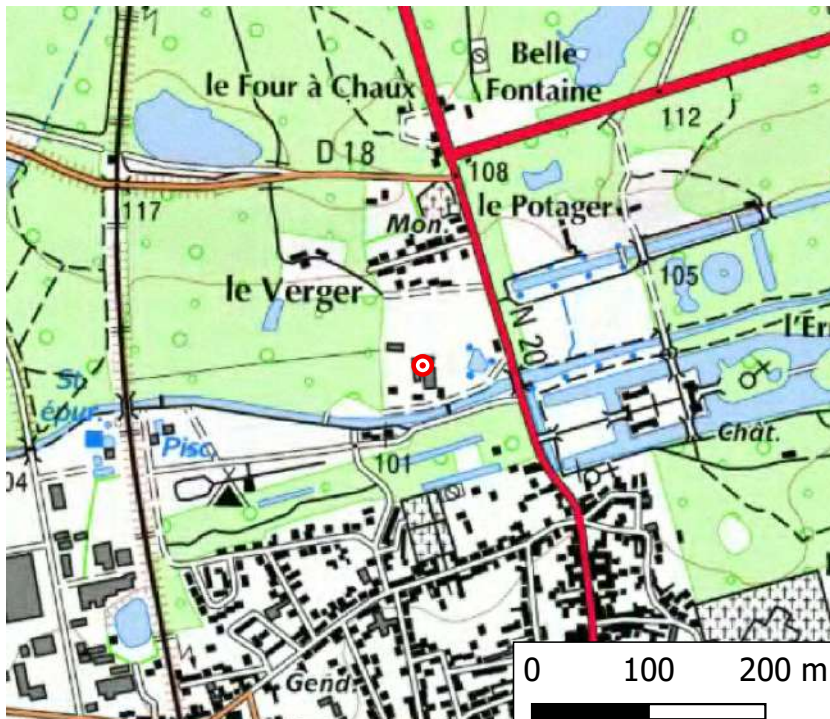 Belle
Fontaine
le Four à Chaux
112
D 18
108
117
Mon.
le Potager
le Verger
105
N 20
l'Er
St
épur.
Pisc.
101
Chât.
04
Gend.
0 100 200 m